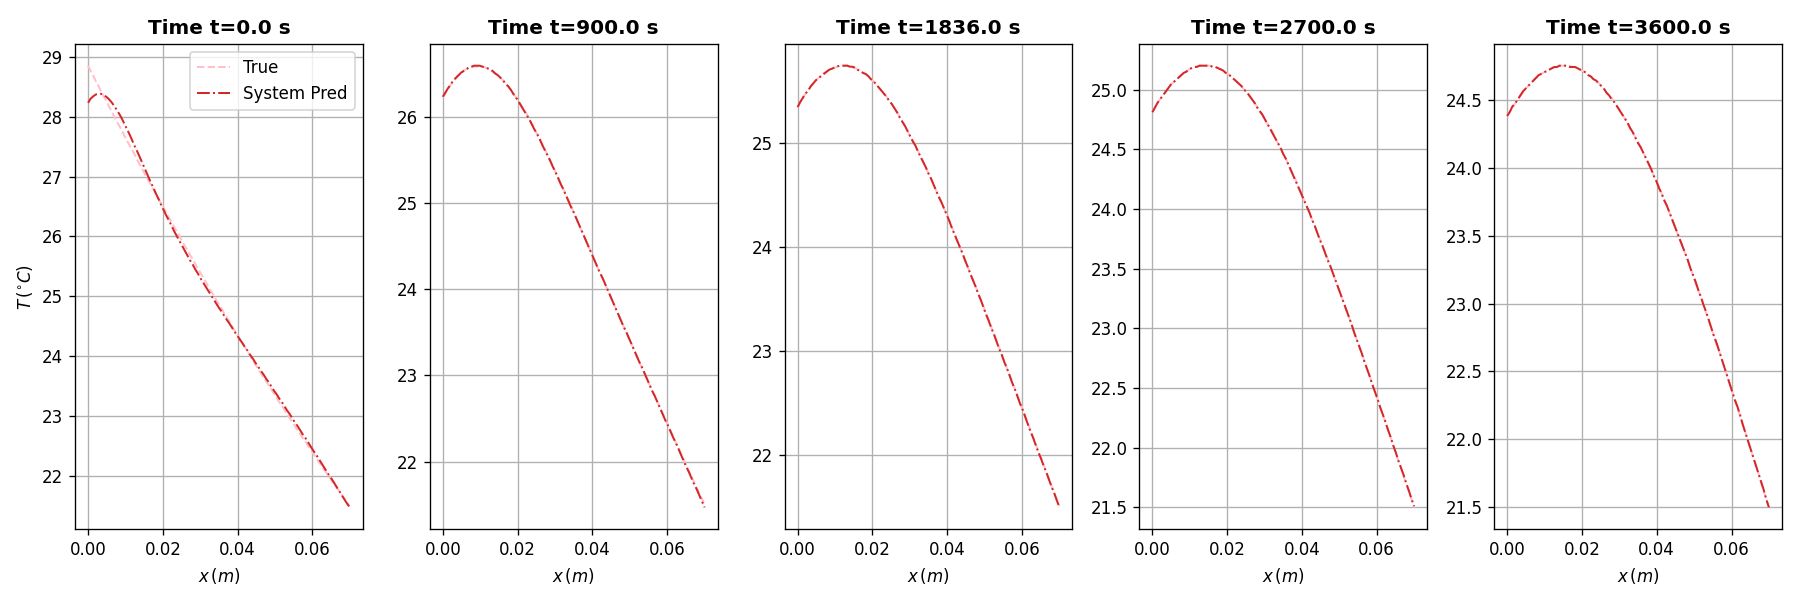 Time t=0.0 s
Time t=900.0 s
Time t=1836.0 s
Time t=2700.0 s
Time t=3600.0 s
True
System Pred
T (°C)
29
28
27
26
25
24
23
22
0.00 0.02 0.04 0.06
x (m)
26
25
24
23
22
0.00 0.02 0.04 0.06
x (m)
25
24
23
22
0.00 0.02 0.04 0.06
x (m)
25.0
24.5
24.0
23.5
23.0
22.5
22.0
21.5
0.00 0.02 0.04 0.06
x (m)
24.5
24.0
23.5
23.0
22.5
22.0
21.5
0.00 0.02 0.04 0.06
x (m)